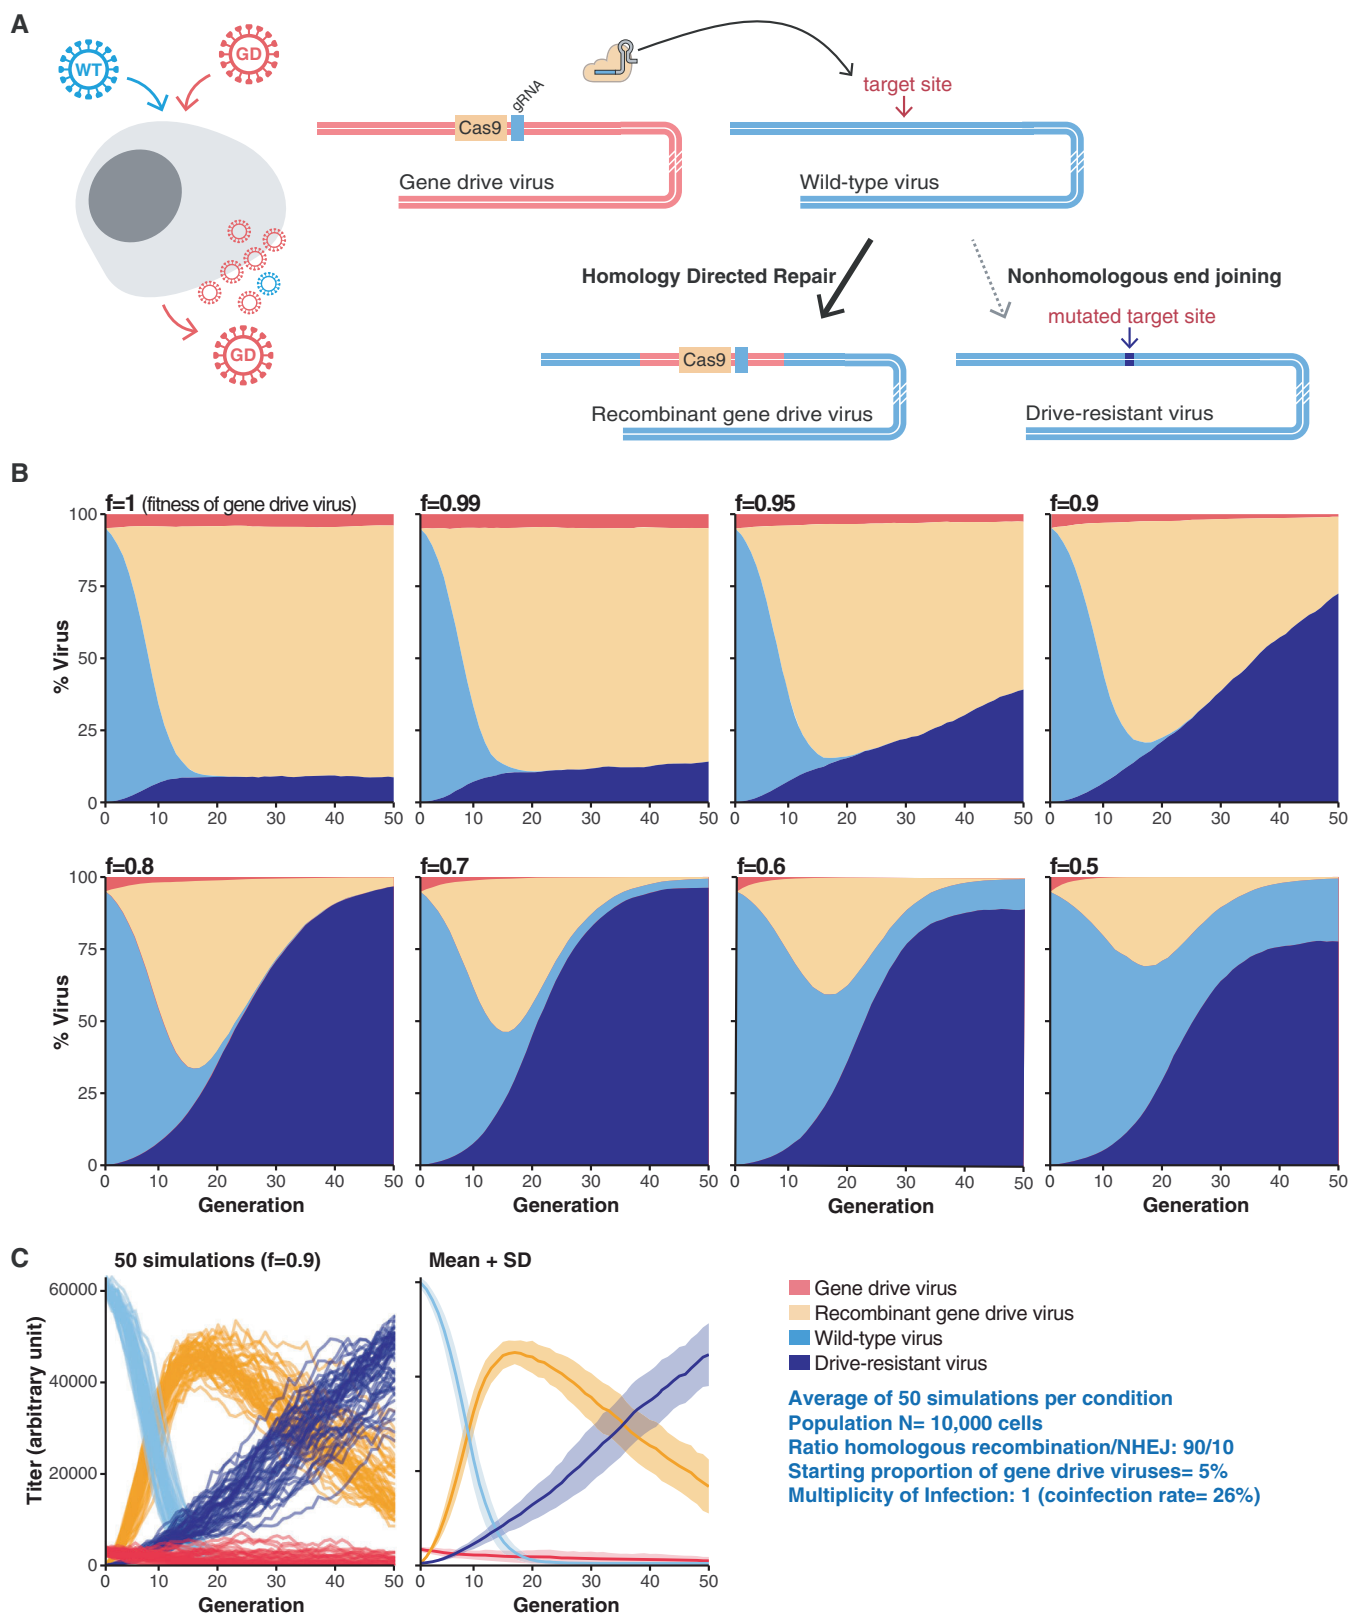 A
WT
GD
GD
gRNA
Cas9
Gene drive virus
target site
Wild-type virus
Homology Directed Repair
Nonhomologous end joining
mutated target site
Cas9
Recombinant gene drive virus
Drive-resistant virus
B
f=1 (fitness of gene drive virus)
f=0.99
f=0.95
f=0.9
% Virus
100
75
50
25
0
0 10 20 30 40 50
0 10 20 30 40 50
0 10 20 30 40 50
0 10 20 30 40 50
f=0.8
f=0.7
f=0.6
f=0.5
% Virus
100
75
50
25
0
0 10 20 30 40 50
0 10 20 30 40 50
0 10 20 30 40 50
0 10 20 30 40 50
Generation
Generation
Generation
Generation
C
50 simulations (f=0.9)
Mean + SD
Titer (arbitrary unit)
60000
40000
20000
0
0 10 20 30 40 50
0 10 20 30 40 50
Generation
Generation
Gene drive virus
Recombinant gene drive virus
Wild-type virus
Drive-resistant virus
Average of 50 simulations per condition
Population N= 10,000 cells
Ratio homologous recombination/NHEJ: 90/10
Starting proportion of gene drive viruses= 5%
Multiplicity of Infection: 1 (coinfection rate= 26%)